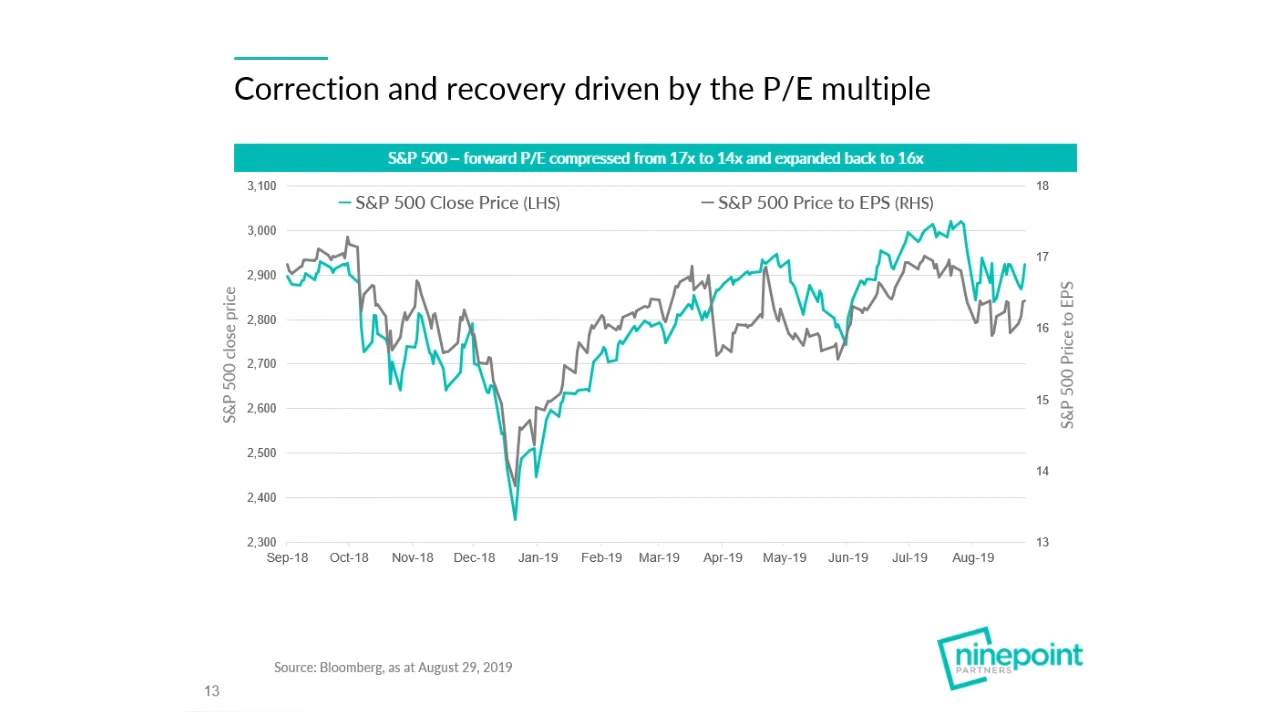 Correction and recovery driven by the P/E multiple
S&P 500 – forward P/E compressed from 17x to 14x and expanded back to 16x
S&P 500 Close Price (LHS)
S&P 500 Price to EPS (RHS)
S&P 500 close price
3,100
3,000
2,900
2,800
2,700
2,600
2,500
2,400
2,300
18
17
16
15
14
13
S&P 500 Price to EPS
Sep-18 Oct-18 Nov-18 Dec-18 Jan-19 Feb-19 Mar-19 Apr-19 May-19 Jun-19 Jul-19 Aug-19
Source: Bloomberg, as at August 29, 2019
13
ninepoint
PARTNERS